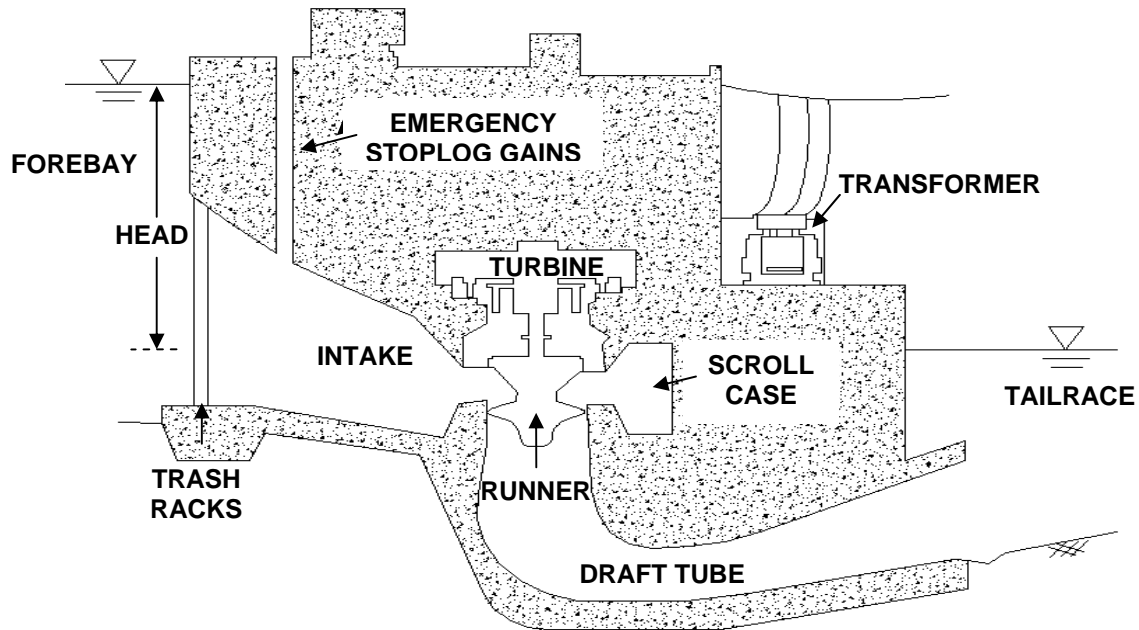 EMERGENCY
STOPLOG GAINS
FOREBAY
TRANSFORMER
HEAD
TURBINE
INTAKE
SCROLL
CASE
TAILRACE
TRASH
RACKS
RUNNER
DRAFT TUBE